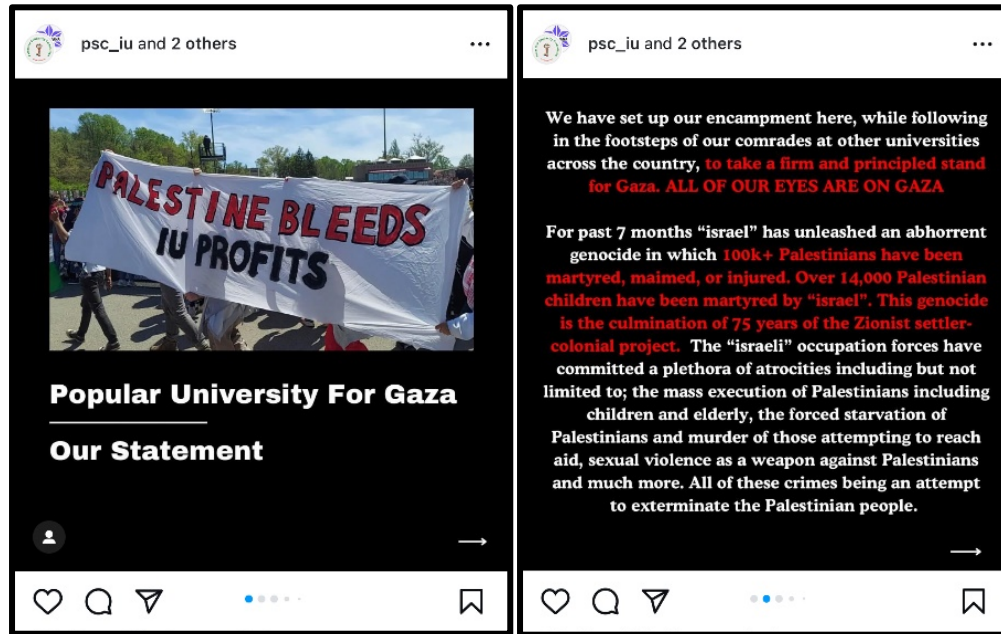 psc_iu and 2 others
PALESTINE BLEEDS
IU PROFITS
Popular University For Gaza
Our Statement
psc_iu and 2 others
We have set up our encampment here, while following
in the footsteps of our comrades at other universities
across the country, to take a firm and principled stand
for Gaza. ALL OF OUR EYES ARE ON GAZA
For past 7 months “israel” has unleashed an abhorrent
genocide in which 100k+ Palestinians have been
martyred, maimed, or injured. Over 14,000 Palestinian
children have been martyred by “israel”. This genocide
is the culmination of 75 years of the Zionist settler-
colonial project. The “israeli” occupation forces have
committed a plethora of atrocities including but not
limited to; the mass execution of Palestinians including
children and elderly, the forced starvation of
Palestinians and murder of those attempting to reach
aid, sexual violence as a weapon against Palestinians
and much more. All of these crimes being an attempt
to exterminate the Palestinian people.